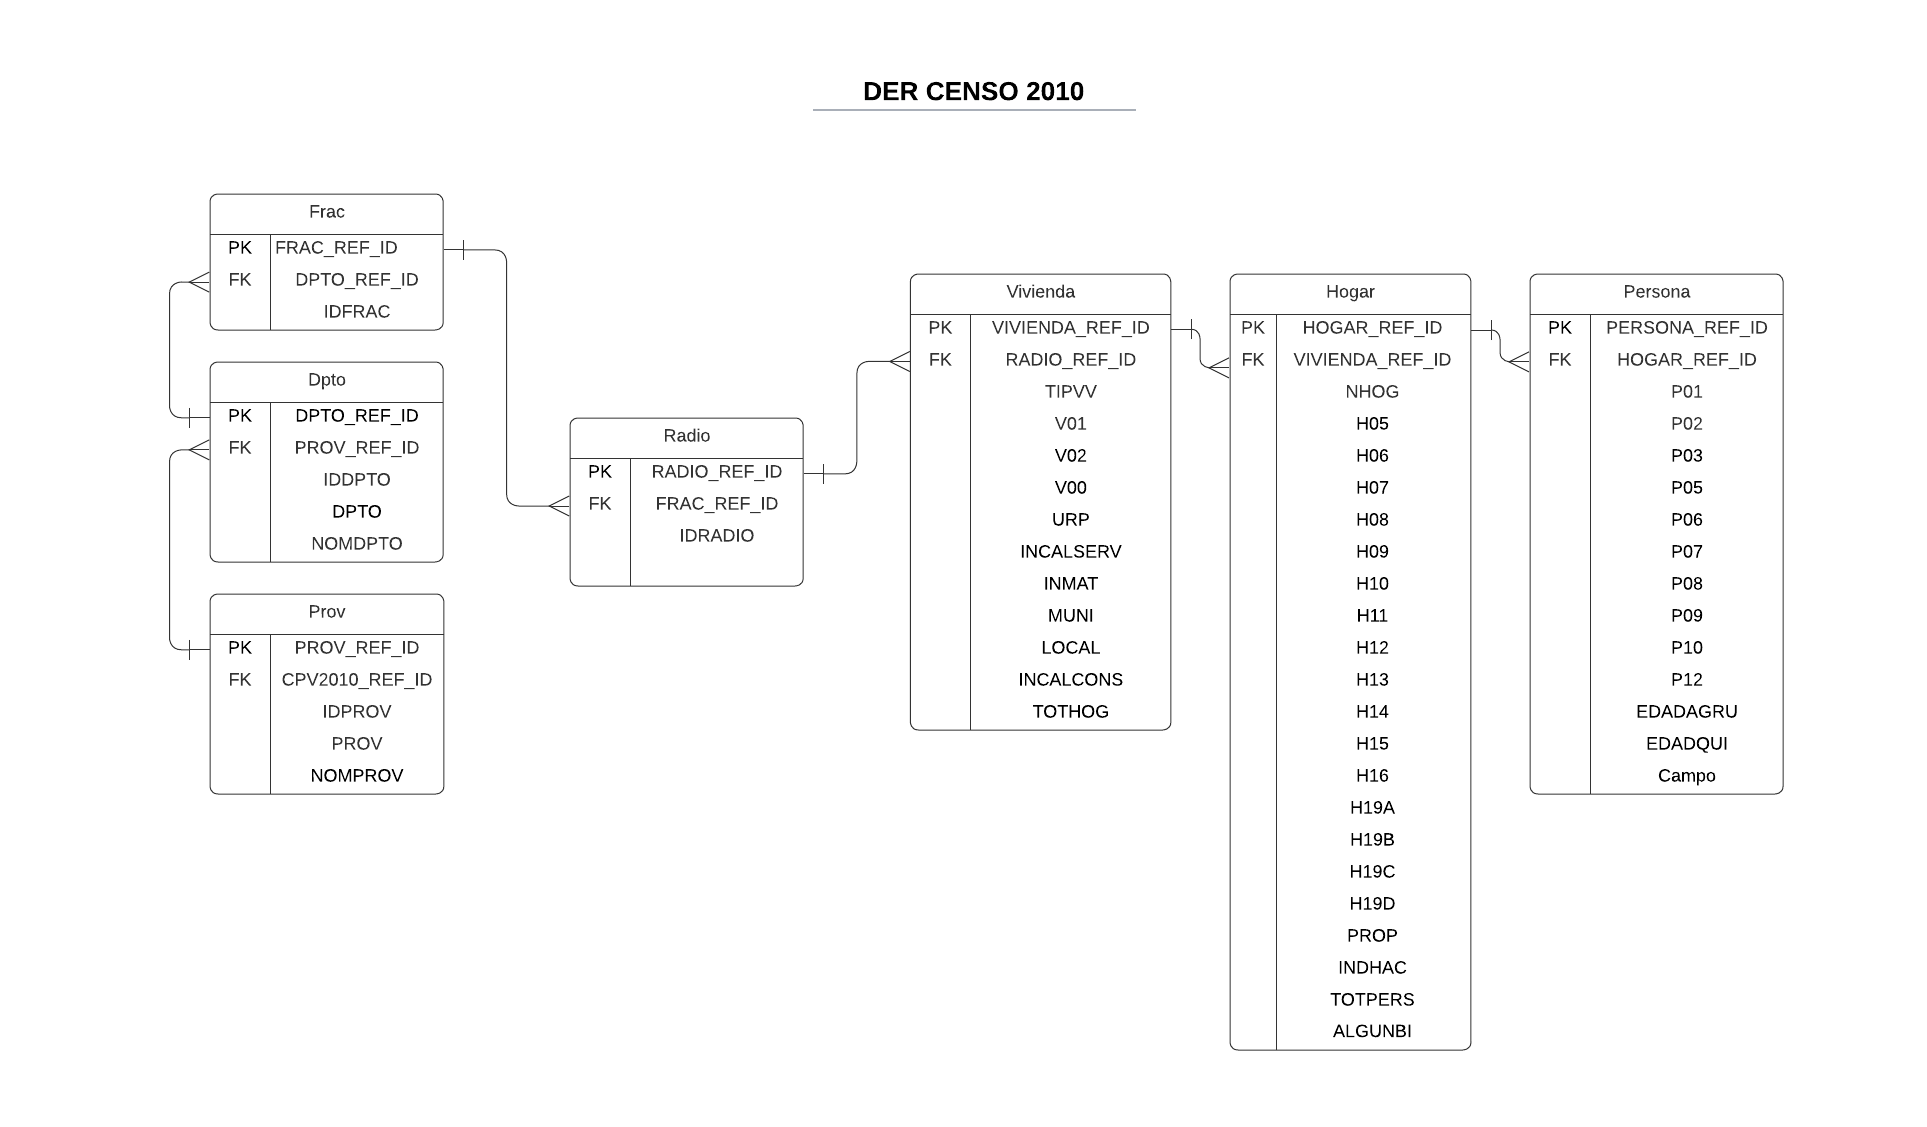 DER CENSO 2010
Frac
PK FRAC_REF_ID
FK DPTO_REF_ID
IDFRAC
Dpto
PK DPTO_REF_ID
FK PROV_REF_ID
IDDPTO
DPTO
NOMDPTO
Prov
PK PROV_REF_ID
FK CPV2010_REF_ID
IDPROV
PROV
NOMPROV
Radio
PK RADIO_REF_ID
FK FRAC_REF_ID
IDRADIO
Vivienda
PK VIVIENDA_REF_ID
FK RADIO_REF_ID
TIPVV
V01
V02
V00
URP
INCALSERV
INMAT
MUNI
LOCAL
INCALCONS
TOTHOG
Hogar
PK HOGAR_REF_ID
FK VIVIENDA_REF_ID
NHOG
H05
H06
H07
H08
H09
H10
H11
H12
H13
H14
H15
H16
H19A
H19B
H19C
H19D
PROP
INDHAC
TOTPERS
ALGUNBI
Persona
PK PERSONA_REF_ID
FK HOGAR_REF_ID
P01
P02
P03
P05
P06
P07
P08
P09
P10
P12
EDADAGRU
EDADQUI
Campo